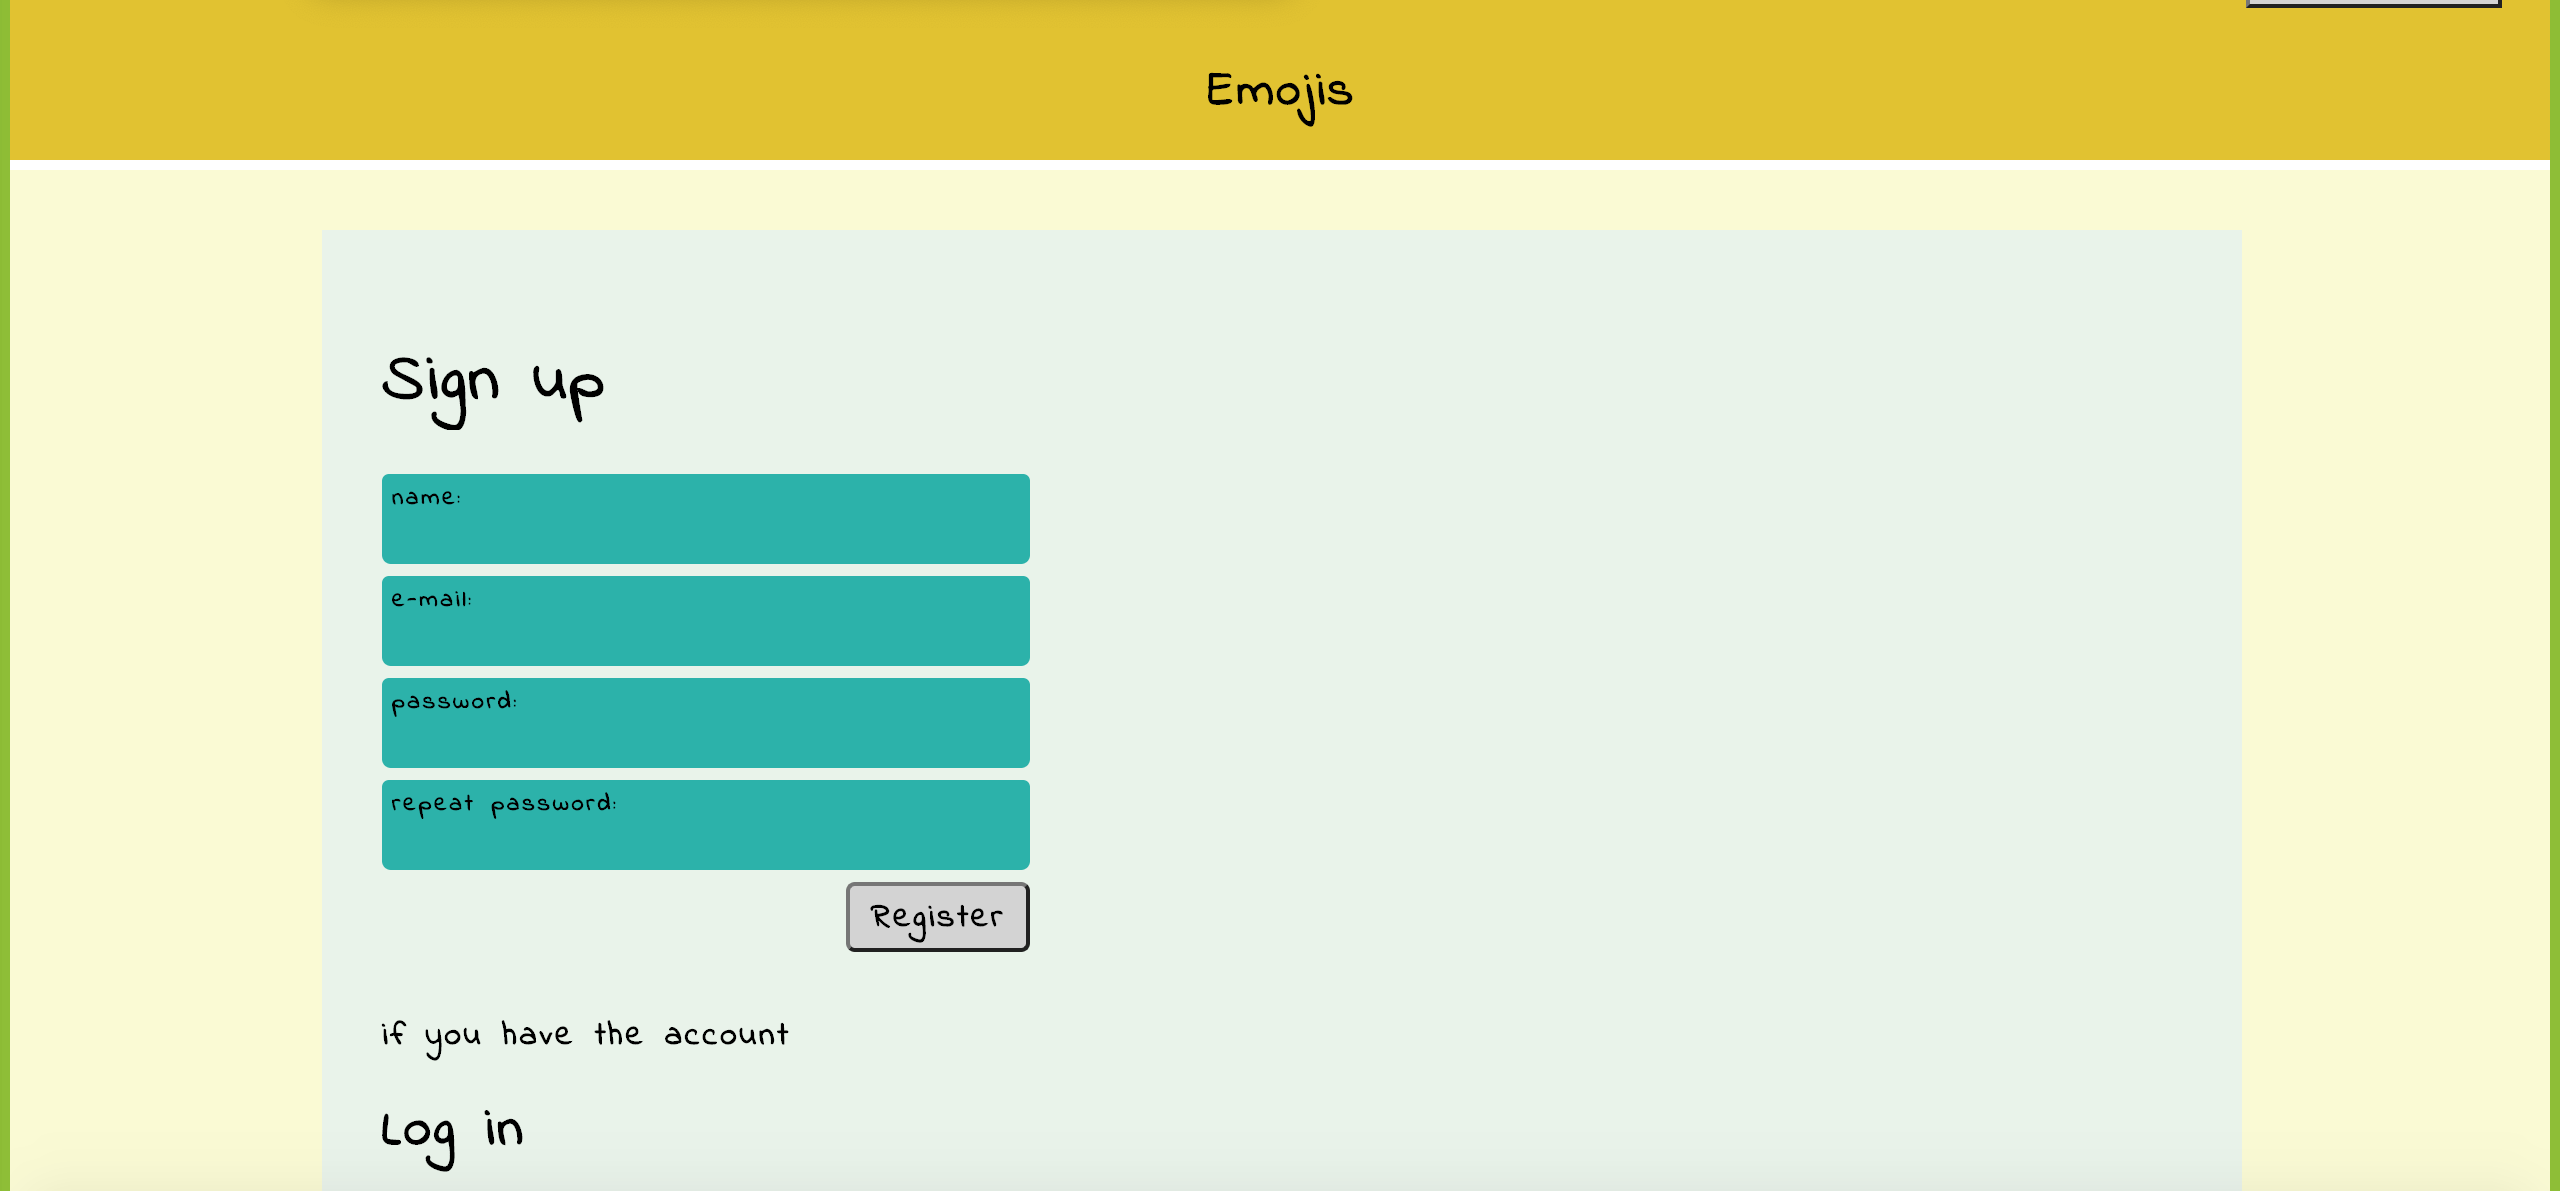 Emojis
Sign up
name:
e-mail:
password:
repeat password:
Register
if you have the account
Log in